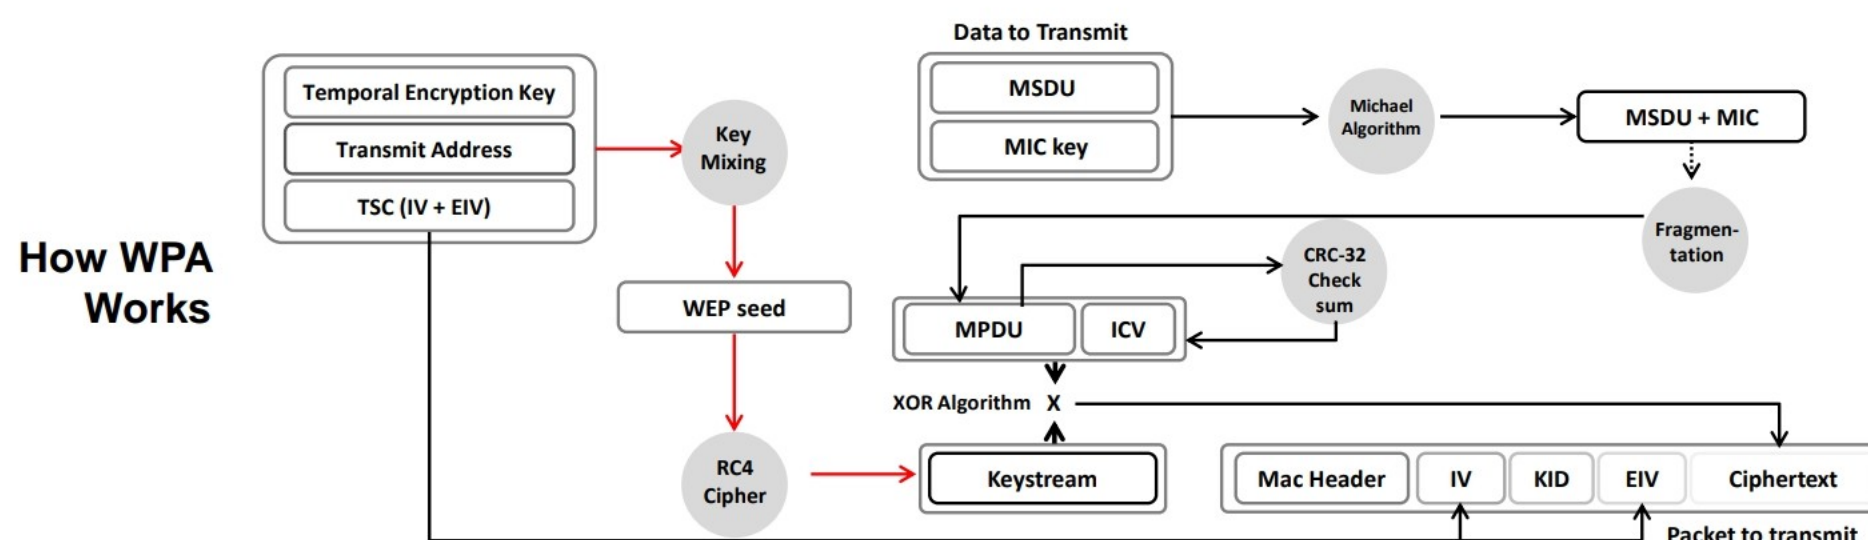 Data to Transmit
Temporal Encryption Key
Transmit Address
TSC (IV + EIV)
Key
Mixing
MSDU
MIC key
Michael
Algorithm
MSDU + MIC
How WPA
Works
Fragmen-
tation
CRC-32
Check
sum
WEP seed
MPDU
ICV
XOR Algorithm X
RC4
Cipher
Keystream
Mac Header
IV
KID
EIV
Ciphertext
Packet to transmit